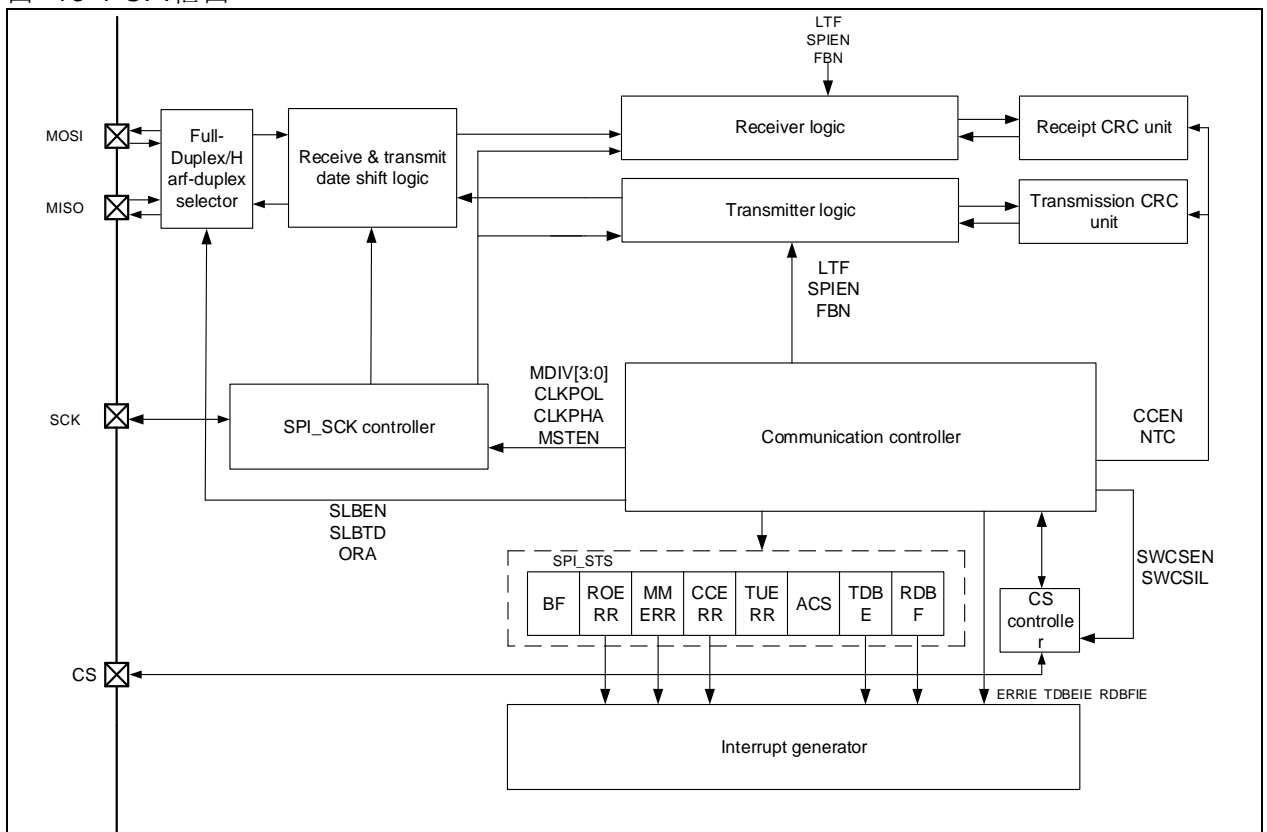 LTF
SPIEN
FBN
MOSI
Full-
Duplex/H
arf-duplex
selector
Receive & transmit
date shift logic
Receiver logic
Receipt CRC unit
MISO
Transmitter logic
Transmission CRC
unit
LTF
SPIEN
FBN
MDIV[3:0]
CLKPOL
CLKPHA
MSTEN
SCK
SPI_SCK controller
Communication controller
CCEN
NTC
SLBEN
SLBTD
ORA
SPI_STS
BF
ROE
RR
MM
ERR
CCE
RR
TUE
RR
ACS
TDB
E
RDB
F
SWCSEN
SWCSIL
CS
controlle
r
CS
ERRIE TDBEIE RDBFIE
Interrupt generator